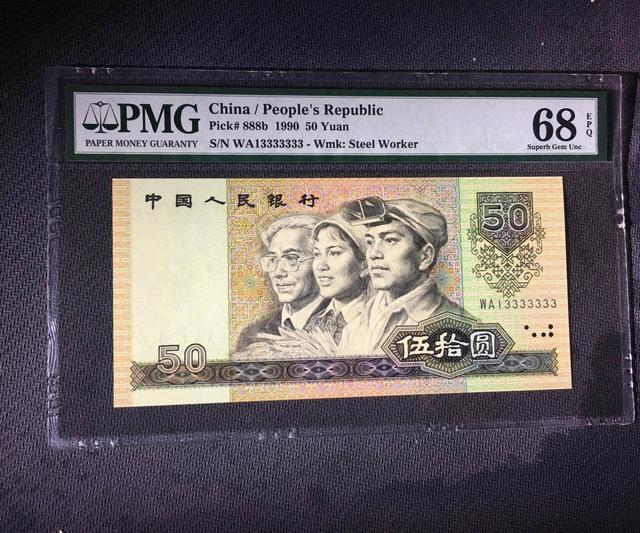 PMG
PAPER MONEY GUARANTY
China / People's Republic
Pick# 888b 1990 50 Yuan
S/N WA13333333 - Wmk: Steel Worker
68
EPQ
Superb Gem Unc
中国人民银行
50
WA13333333
50
伍拾圆